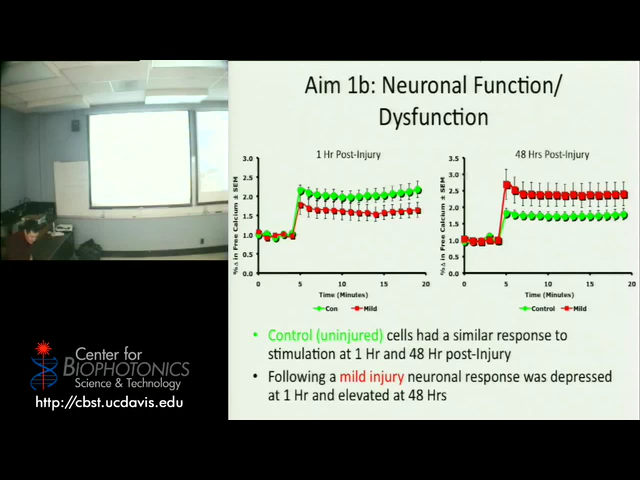 Aim 1b: Neuronal Function/
Dysfunction
1 Hr Post-Injury
%Δ in Free Calcium ± SEM
3.0
2.5
2.0
1.5
1.0
0.5
0.0
0 5 10 15 20
Time (Minutes)
Con Mild
48 Hrs Post-Injury
%Δ in Free Calcium ± SEM
3.5
3.0
2.5
2.0
1.5
1.0
0.5
0.0
0 5 10 15 20
Time (Minutes)
Control Mild
• Control (uninjured) cells had a similar response to
stimulation at 1 Hr and 48 Hr post-Injury
• Following a mild injury neuronal response was depressed
at 1 Hr and elevated at 48 Hrs
Center for
BIOPHOTONICS
Science & Technology
http://cbst.ucdavis.edu